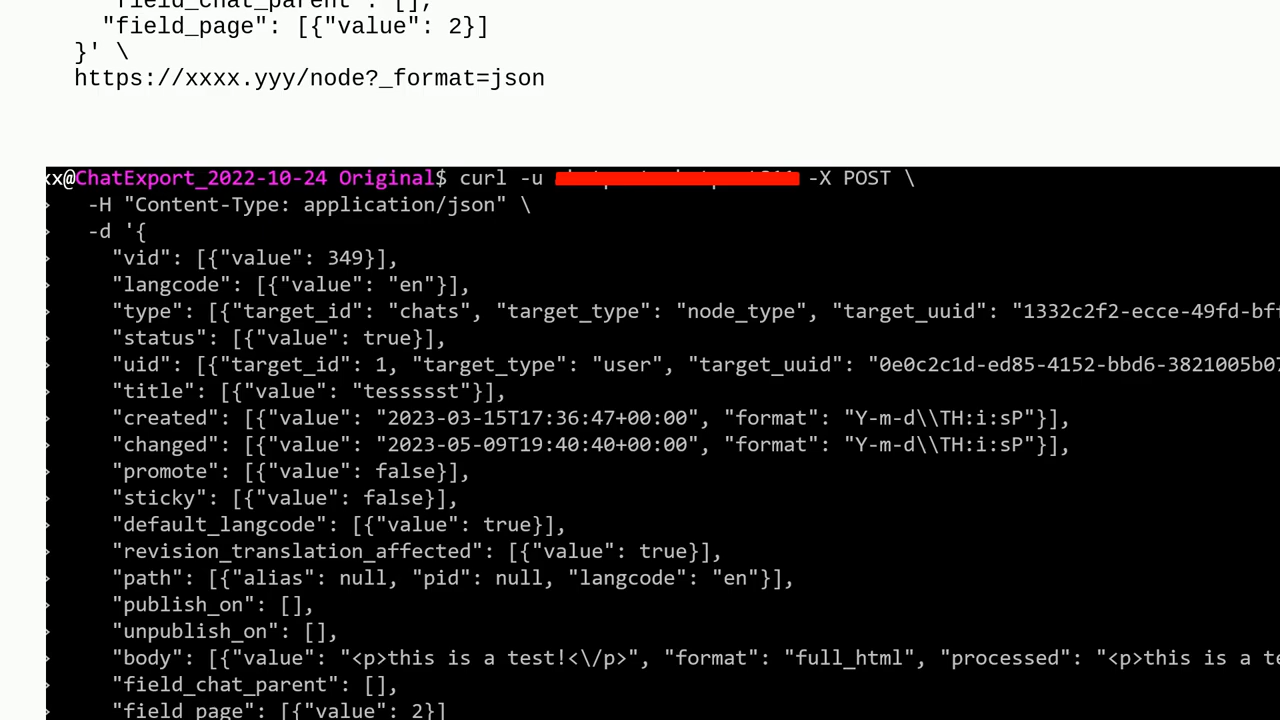 "field_chat_parent": [],
"field_page": [{"value": 2}]
}' \
https://xxxx.yyy/node?_format=json
xx@ChatExport_2022-10-24 Original$ curl -u -X POST \
> -H "Content-Type: application/json" \
> -d '{
> "vid": [{"value": 349}],
> "langcode": [{"value": "en"}],
> "type": [{"target_id": "chats", "target_type": "node_type", "target_uuid": "1332c2f2-ecce-49fd-bff
> "status": [{"value": true}],
> "uid": [{"target_id": 1, "target_type": "user", "target_uuid": "0e0c2c1d-ed85-4152-bbd6-3821005b07
> "title": [{"value": "tessssst"}],
> "created": [{"value": "2023-03-15T17:36:47+00:00", "format": "Y-m-d\\TH:i:sP"}],
> "changed": [{"value": "2023-05-09T19:40:40+00:00", "format": "Y-m-d\\TH:i:sP"}],
> "promote": [{"value": false}],
> "sticky": [{"value": false}],
> "default_langcode": [{"value": true}],
> "revision_translation_affected": [{"value": true}],
> "path": [{"alias": null, "pid": null, "langcode": "en"}],
> "publish_on": [],
> "unpublish_on": [],
> "body": [{"value": "<p>this is a test!<\/p>", "format": "full_html", "processed": "<p>this is a te
> "field_chat_parent": [],
> "field_page": [{"value": 2}]